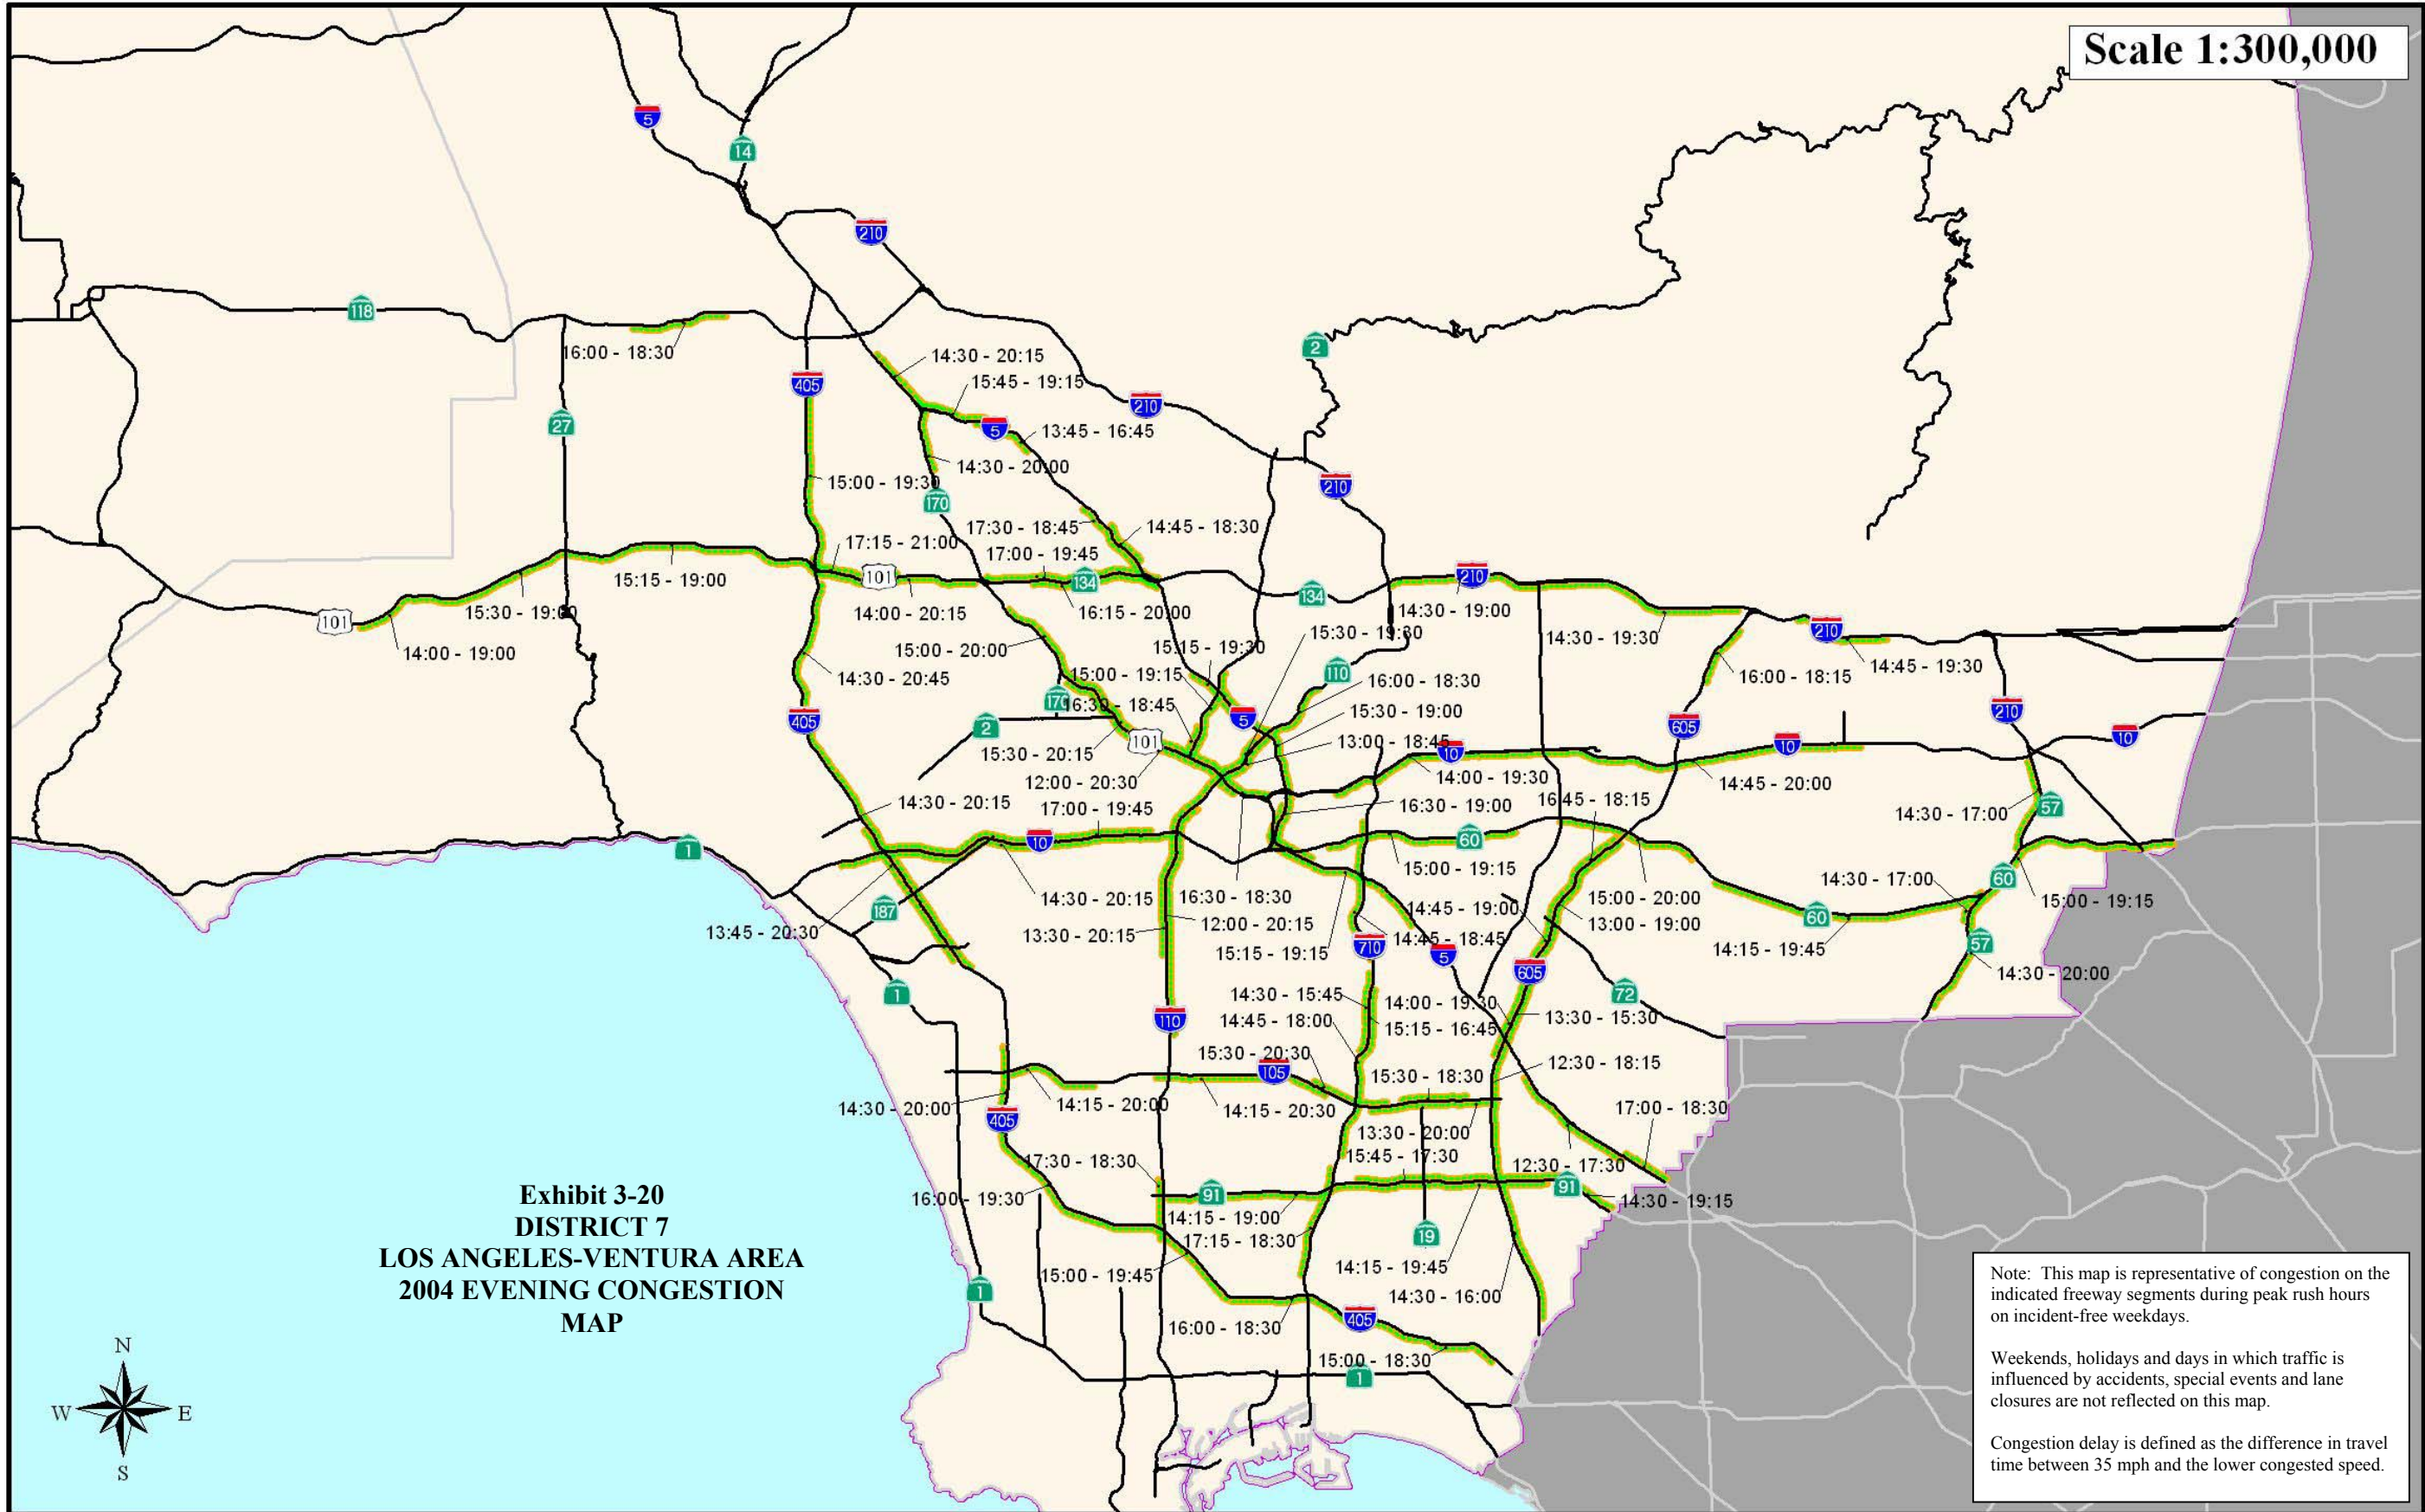 Scale 1:300,000
5
14
210
118
16:00 - 18:30
2
14:30 - 20:15
15:45 - 19:15
405
210
27
5
13:45 - 16:45
14:30 - 20:00
15:00 - 19:30
210
170
17:30 - 18:45
14:45 - 18:30
17:15 - 21:00
17:00 - 19:45
15:15 - 19:00
101
134
210
134
15:30 - 19:00
14:00 - 20:15
16:15 - 20:00
14:30 - 19:00
101
15:30 - 19:30
14:30 - 19:30
210
14:00 - 19:00
15:00 - 20:00
15:15 - 19:30
14:45 - 19:30
14:30 - 20:45
15:00 - 19:15
110
16:00 - 18:30
16:00 - 18:15
170
16:30 - 18:45
15:30 - 19:00
405
2
5
605
210
101
13:00 - 18:45
10
10
10
15:30 - 20:15
12:00 - 20:30
14:00 - 19:30
14:45 - 20:00
14:30 - 20:15
17:00 - 19:45
16:30 - 19:00
16:45 - 18:15
14:30 - 17:00
57
10
60
1
15:00 - 19:15
14:30 - 20:15
16:30 - 18:30
15:00 - 20:00
14:30 - 17:00
60
187
14:45 - 19:00
15:00 - 19:15
12:00 - 20:15
13:00 - 19:00
60
13:45 - 20:30
13:30 - 20:15
14:45 - 18:45
14:15 - 19:45
57
15:15 - 19:15
710
5
605
14:30 - 20:00
1
14:30 - 15:45
14:00 - 19:30
72
110
14:45 - 18:00
15:15 - 16:45
13:30 - 15:30
15:30 - 20:30
105
15:30 - 18:30
12:30 - 18:15
14:30 - 20:00
14:15 - 20:00
14:15 - 20:30
17:00 - 18:30
405
13:30 - 20:00
17:30 - 18:30
15:45 - 17:30
12:30 - 17:30
16:00 - 19:30
91
91
14:30 - 19:15
14:15 - 19:00
17:15 - 18:30
19
15:00 - 19:45
14:15 - 19:45
1
14:30 - 16:00
16:00 - 18:30
405
15:00 - 18:30
1
Exhibit 3-20
DISTRICT 7
LOS ANGELES-VENTURA AREA
2004 EVENING CONGESTION
MAP
N
W
E
S
Note: This map is representative of congestion on the
indicated freeway segments during peak rush hours
on incident-free weekdays.
Weekends, holidays and days in which traffic is
influenced by accidents, special events and lane
closures are not reflected on this map.
Congestion delay is defined as the difference in travel
time between 35 mph and the lower congested speed.